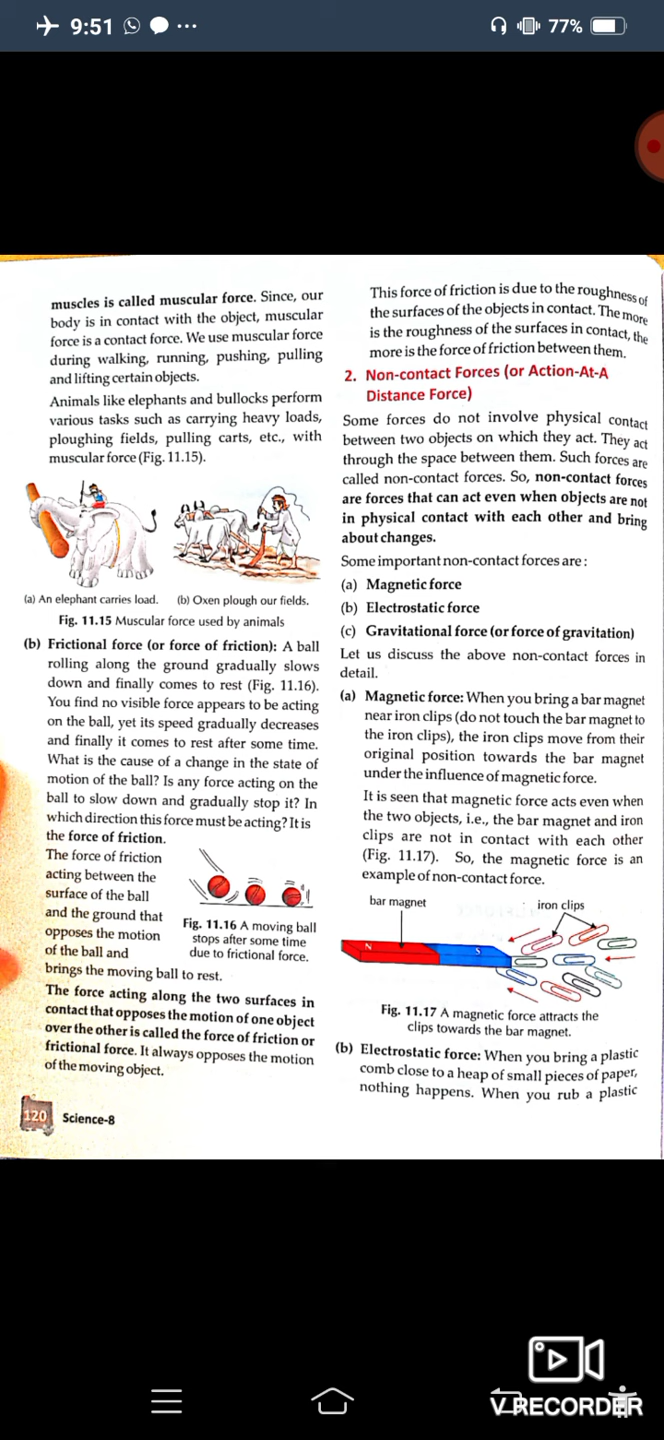 9:51
77%
muscles is called muscular force. Since, our
body is in contact with the object, muscular
force is a contact force. We use muscular force
during walking, running, pushing, pulling
and lifting certain objects.
Animals like elephants and bullocks perform
various tasks such as carrying heavy loads,
ploughing fields, pulling carts, etc., with
muscular force (Fig. 11.15).
(a) An elephant carries load. (b) Oxen plough our fields.
Fig. 11.15 Muscular force used by animals
(b) Frictional force (or force of friction): A ball
rolling along the ground gradually slows
down and finally comes to rest (Fig. 11.16).
You find no visible force appears to be acting
on the ball, yet its speed gradually decreases
and finally it comes to rest after some time.
What is the cause of a change in the state of
motion of the ball? Is any force acting on the
ball to slow down and gradually stop it? In
which direction this force must be acting? It is
the force of friction.
The force of friction
acting between the
surface of the ball
and the ground that
opposes the motion
of the ball and
brings the moving ball to rest.
Fig. 11.16 A moving ball
stops after some time
due to frictional force.
The force acting along the two surfaces in
contact that opposes the motion of one object
over the other is called the force of friction or
frictional force. It always opposes the motion
of the moving object.
120 Science-8
This force of friction is due to the roughness of
the surfaces of the objects in contact. The more
is the roughness of the surfaces in contact, the
more is the force of friction between them.
2. Non-contact Forces (or Action-At-A
Distance Force)
Some forces do not involve physical contact
between two objects on which they act. They act
through the space between them. Such forces are
called non-contact forces. So, non-contact forces
are forces that can act even when objects are not
in physical contact with each other and bring
about changes.
Some important non-contact forces are :
(a) Magnetic force
(b) Electrostatic force
(c) Gravitational force (or force of gravitation)
Let us discuss the above non-contact forces in
detail.
(a) Magnetic force: When you bring a bar magnet
near iron clips (do not touch the bar magnet to
the iron clips), the iron clips move from their
original position towards the bar magnet
under the influence of magnetic force.
It is seen that magnetic force acts even when
the two objects, i.e., the bar magnet and iron
clips are not in contact with each other
(Fig. 11.17). So, the magnetic force is an
example of non-contact force.
bar magnet
iron clips
N
S
Fig. 11.17 A magnetic force attracts the
clips towards the bar magnet.
(b) Electrostatic force: When you bring a plastic
comb close to a heap of small pieces of paper,
nothing happens. When you rub a plastic
V RECORDER